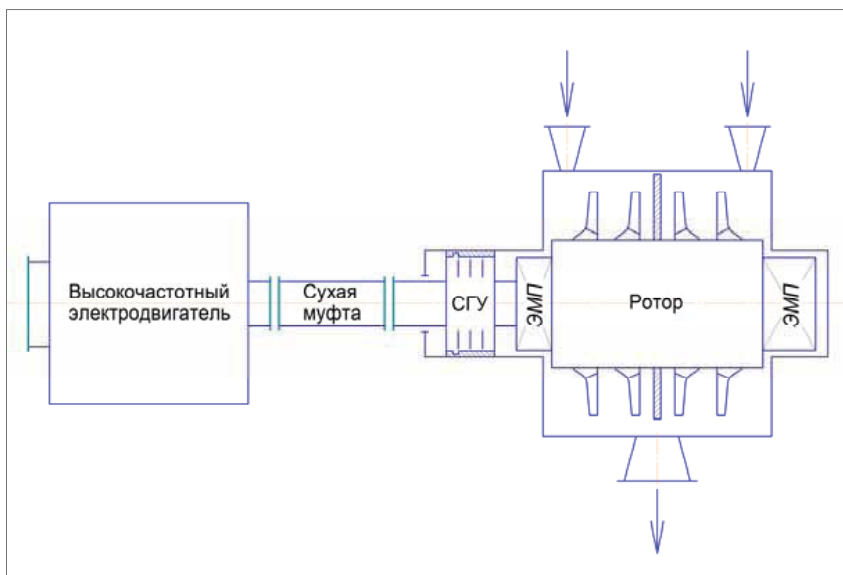 Высокочастотный
электродвигатель
Сухая
муфта
СГУ
ЭМП
Ротор
ЭМП